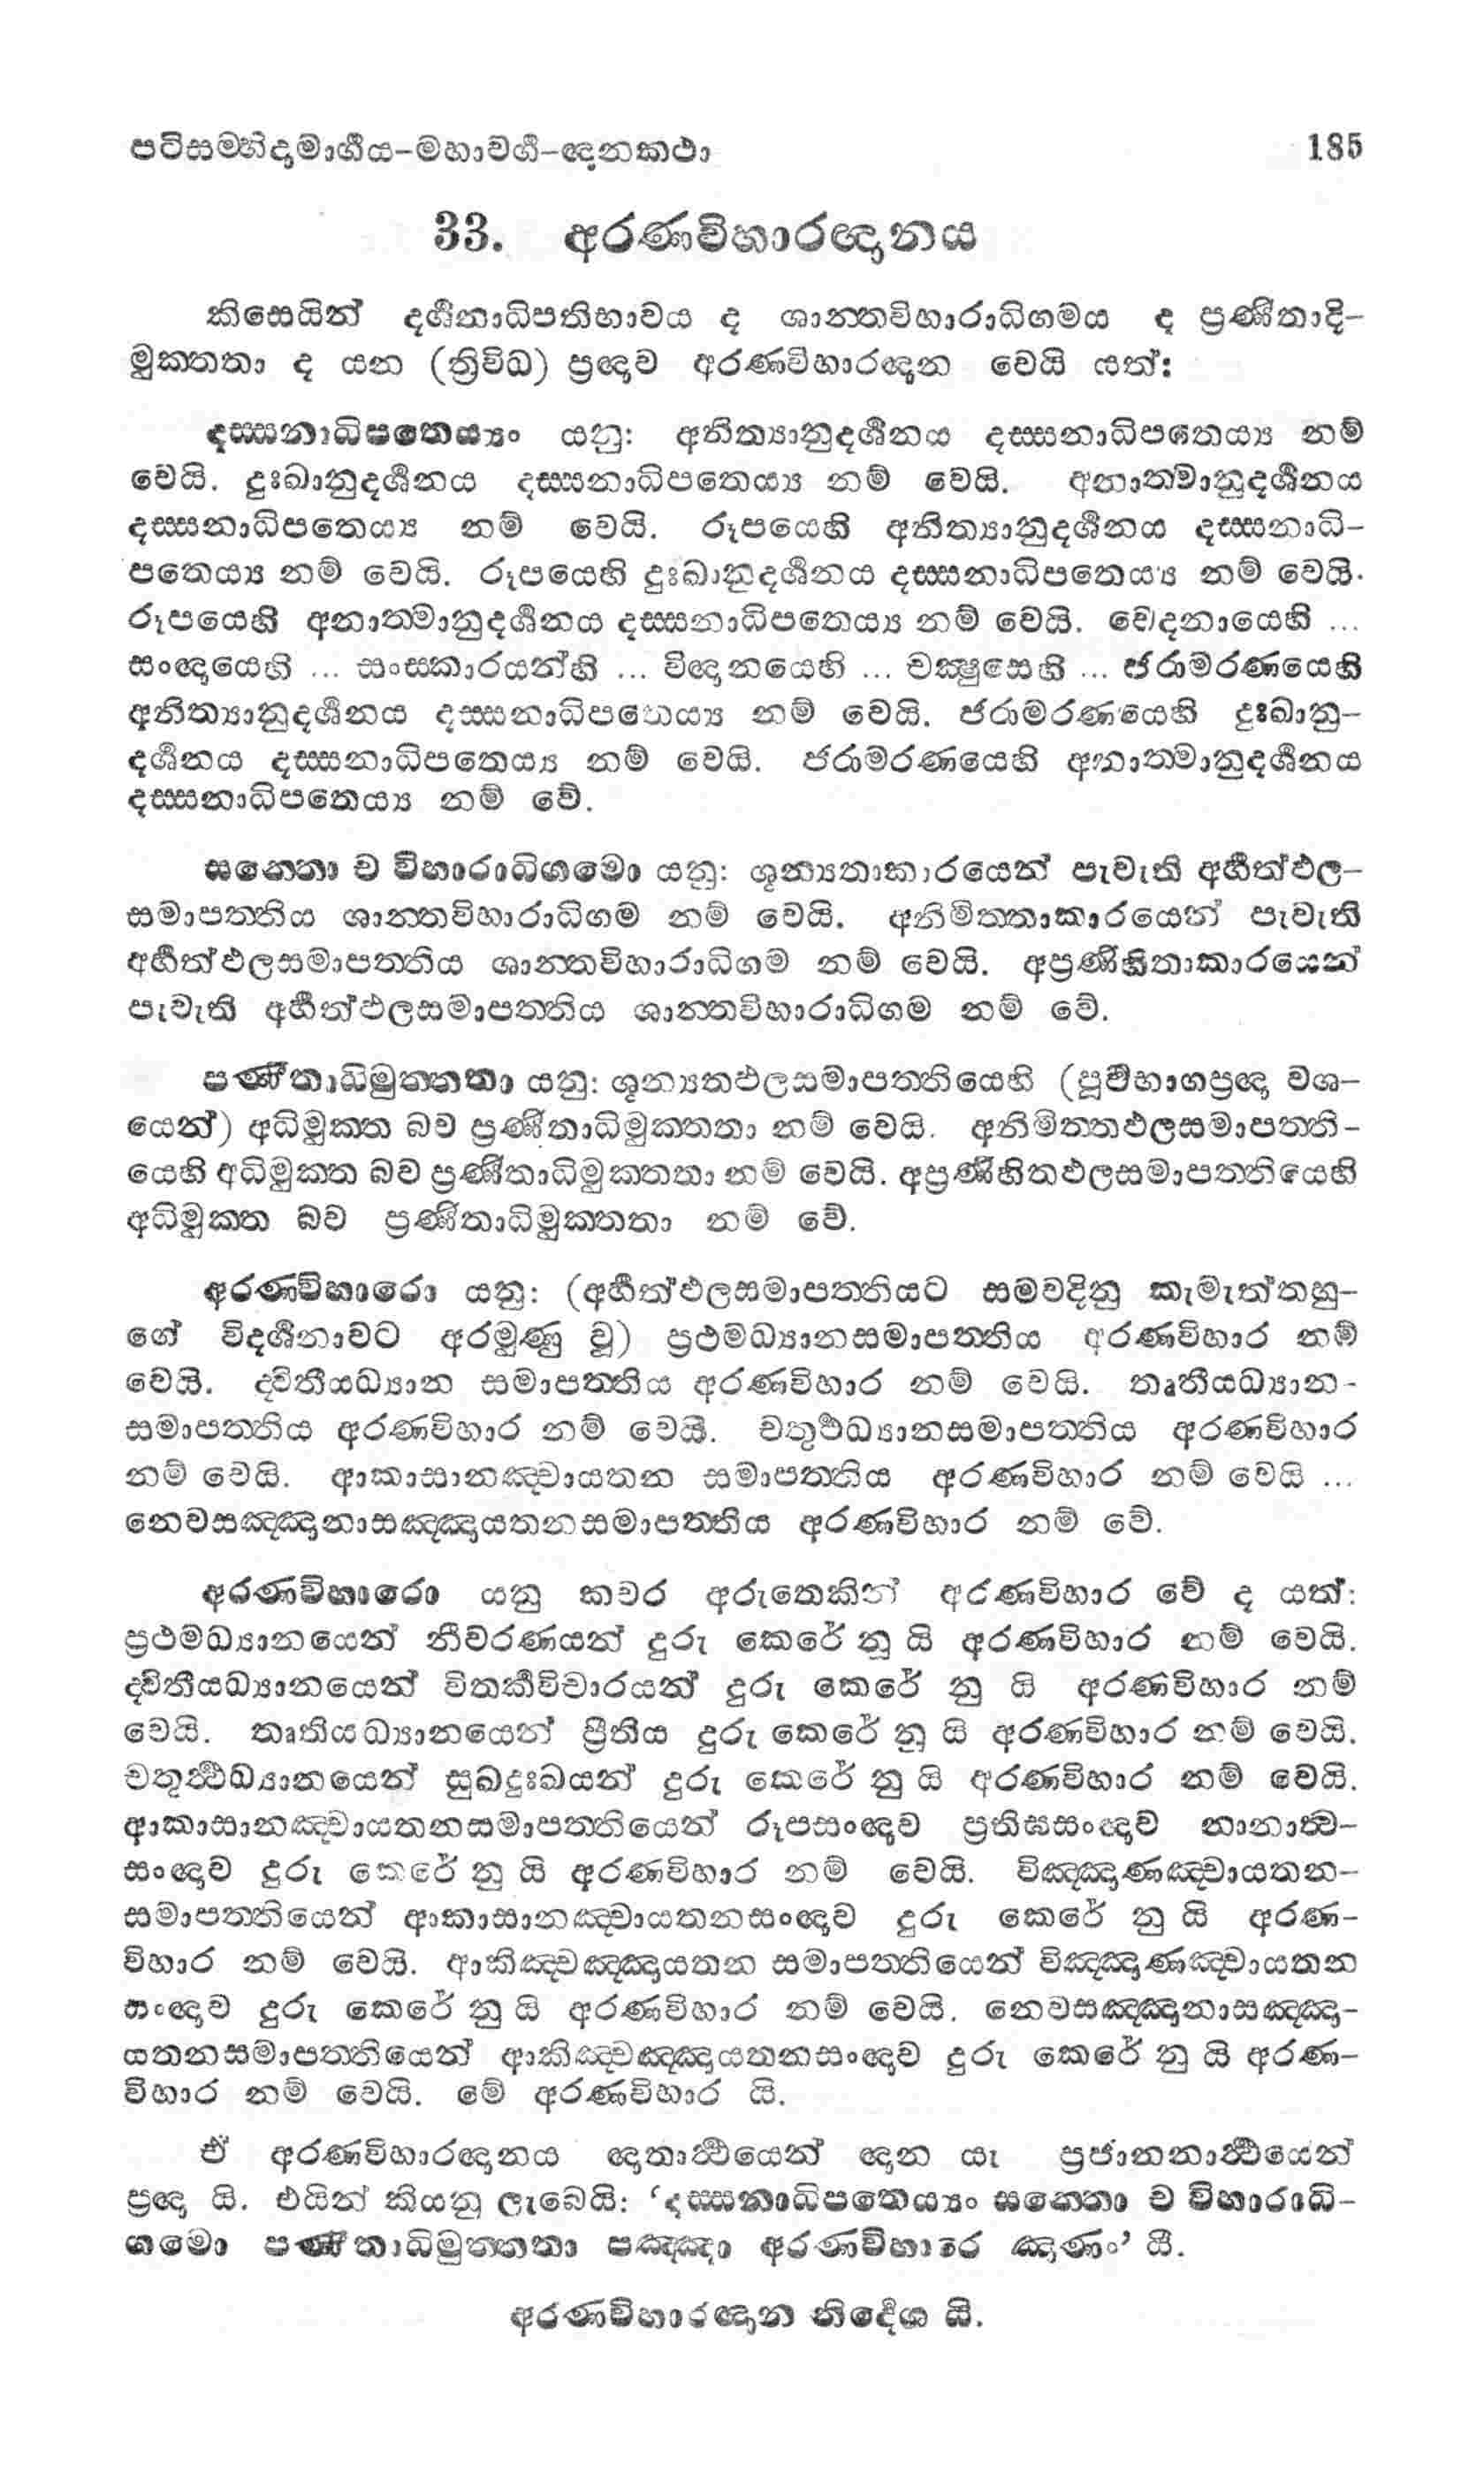 පටිසම්භිදාමාර්ගය-මහාවර්ග-ඥානකථා 185
33. අරණවිහාරඥානය
කිසෙයින් දර්ශනාධිපතිභාවය ද ශාන්තවිහාරාධිගමය ද ප්‍රණීතාදි-
මුක්තතා ද යන (ත්‍රිවිධ) ප්‍රඥාව අරණවිහාරඥාන වෙයි යත්:
දස්සනාධිපතෙය්‍යං යනු: අනිත්‍යානුදර්ශනය දස්සනාධිපතෙය්‍ය නම්
වෙයි. දුඃඛානුදර්ශනය දස්සනාධිපතෙය්‍ය නම් වෙයි. අනාත්මානුදර්ශනය
දස්සනාධිපතෙය්‍ය නම් වෙයි. රූපයෙහි අනිත්‍යානුදර්ශනය දස්සනාධි-
පතෙය්‍ය නම් වෙයි. රූපයෙහි දුඃඛානුදර්ශනය දස්සනාධිපතෙය්‍ය නම් වෙයි.
රූපයෙහි අනාත්මානුදර්ශනය දස්සනාධිපතෙය්‍ය නම් වෙයි. වේදනායෙහි ...
සංඥායෙහි ... සංස්කාරයන්හි ... විඥානයෙහි ... චක්ෂුසෙහි ... ජරාමරණයෙහි
අනිත්‍යානුදර්ශනය දස්සනාධිපතෙය්‍ය නම් වෙයි. ජරාමරණයෙහි දුඃඛානු-
දර්ශනය දස්සනාධිපතෙය්‍ය නම් වෙයි. ජරාමරණයෙහි අනාත්මානුදර්ශනය
දස්සනාධිපතෙය්‍ය නම් වේ.
සන්තො ච විහාරාධිගමො යනු: ශූන්‍යතාකාරයෙන් පැවැති අර්හත්ඵල-
සමාපත්තිය ශාන්තවිහාරාධිගම නම් වෙයි. අනිමිත්තාකාරයෙන් පැවැති
අර්හත්ඵලසමාපත්තිය ශාන්තවිහාරාධිගම නම් වෙයි. අප්‍රණිහිතාකාරයෙන්
පැවැති අර්හත්ඵලසමාපත්තිය ශාන්තවිහාරාධිගම නම් වේ.
පණීතාධිමුත්තතා යනු: ශූන්‍යතඵලසමාපත්තියෙහි (පූර්වභාගප්‍රඥා වශ-
යෙන්) අධිමුක්ත බව ප්‍රණීතාධිමුක්තතා නම් වෙයි. අනිමිත්තඵලසමාපත්ති-
යෙහි අධිමුක්ත බව ප්‍රණීතාධිමුක්තතා නම් වෙයි. අප්‍රණිහිතඵලසමාපත්තියෙහි
අධිමුක්ත බව ප්‍රණීතාධිමුක්තතා නම් වේ.
අරණවිහාරො යනු: (අර්හත්ඵලසමාපත්තියට සමවදිනු කැමැත්තහු-
ගේ විදර්ශනාවට අරමුණු වූ) ප්‍රථමධ්‍යානසමාපත්තිය අරණවිහාර නම්
වෙයි. ද්විතීයධ්‍යාන සමාපත්තිය අරණවිහාර නම් වෙයි. තෘතීයධ්‍යාන-
සමාපත්තිය අරණවිහාර නම් වෙයි. චතුර්ථධ්‍යානසමාපත්තිය අරණවිහාර
නම් වෙයි. ආකාසානඤ්චායතන සමාපත්තිය අරණවිහාර නම් වෙයි ...
නෙවසඤ්ඤානාසඤ්ඤායතනසමාපත්තිය අරණවිහාර නම් වේ.
අරණවිහාරො යනු කවර අරුතෙකින් අරණවිහාර වේ ද යත්:
ප්‍රථමධ්‍යානයෙන් නීවරණයන් දුරු කෙරේ නු යි අරණවිහාර නම් වෙයි.
ද්විතීයධ්‍යානයෙන් විතර්කවිචාරයන් දුරු කෙරේ නු යි අරණවිහාර නම්
වෙයි. තෘතීයධ්‍යානයෙන් ප්‍රීතිය දුරු කෙරේ නු යි අරණවිහාර නම් වෙයි.
චතුර්ථධ්‍යානයෙන් සුඛදුඃඛයන් දුරු කෙරේ නු යි අරණවිහාර නම් වෙයි.
ආකාසානඤ්චායතනසමාපත්තියෙන් රූපසංඥාව ප්‍රතිඝසංඥාව නානාත්ව-
සංඥාව දුරු කෙරේ නු යි අරණවිහාර නම් වෙයි. විඤ්ඤාණඤ්චායතන-
සමාපත්තියෙන් ආකාසානඤ්චායතනසංඥාව දුරු කෙරේ නු යි අරණ-
විහාර නම් වෙයි. ආකිඤ්චඤ්ඤායතන සමාපත්තියෙන් විඤ්ඤාණඤ්චායතන
සංඥාව දුරු කෙරේ නු යි අරණවිහාර නම් වෙයි. නෙවසඤ්ඤානාසඤ්ඤා-
යතනසමාපත්තියෙන් ආකිඤ්චඤ්ඤායතනසංඥාව දුරු කෙරේ නු යි අරණ-
විහාර නම් වෙයි. මේ අරණවිහාර යි.
ඒ අරණවිහාරඥානය ඥාතාර්ථයෙන් ඥාන යැ ප්‍රජානනාර්ථයෙන්
ප්‍රඥා යි. එයින් කියනු ලැබෙයි: ‘දස්සනාධිපතෙය්‍යං සන්තො ච විහාරාධි-
ගමො පණීතාධිමුත්තතා පඤ්ඤා අරණවිහාරෙ ඤාණං’ යී.
අරණවිහාරඥාන නිර්දේශ යි.